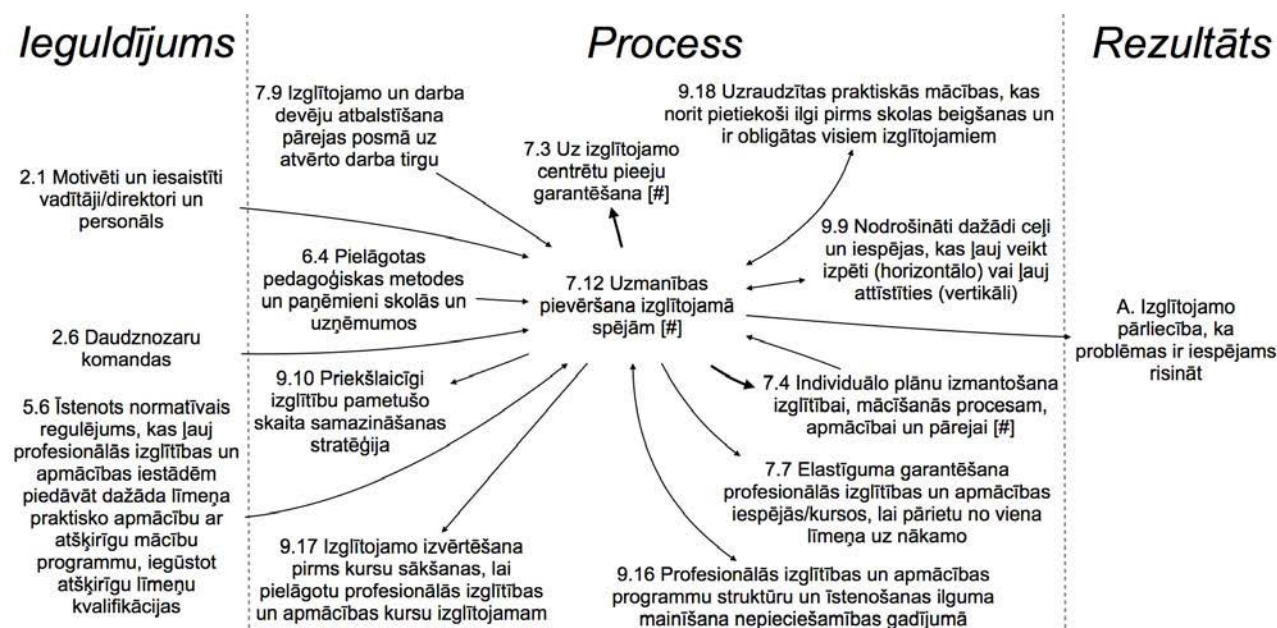 Ieguldījums
Process
Rezultāts
2.1 Motivēti un iesaistīti
vadītāji/direktori un
personāls
2.6 Daudznozaru
komandas
5.6 Īstenots normatīvais
regulējums, kas ļauj
profesionālās izglītības un
apmācības iestādēm
piedāvāt dažāda līmeņa
praktisko apmācību ar
atšķirīgu mācību
programmu, iegūstot
atšķirīgu līmeņu
kvalifikācijas
7.9 Izglītojamo un darba
devēju atbalstīšana
pārejas posmā uz
atvērto darba tirgu
7.3 Uz izglītojamo
centrētu pieeju
garantēšana [#]
9.18 Uzraudzītas praktiskās mācības, kas
norit pietiekoši ilgi pirms skolas beigšanas un
ir obligātas visiem izglītojamiem
6.4 Pielāgotas
pedagoģiskas metodes
un paņēmieni skolās un
uzņēmumos
7.12 Uzmanības
pievēršana izglītojamā
spējām [#]
9.9 Nodrošināti dažādi ceļi
un iespējas, kas ļauj veikt
izpēti (horizontālo) vai ļauj
attīstīties (vertikāli)
9.10 Priekšlaicīgi
izglītību pametušo
skaita samazināšanas
stratēģija
7.4 Individuālo plānu izmantošana
izglītībai, mācīšanās procesam,
apmācībai un pārejai [#]
7.7 Elastīguma garantēšana
profesionālās izglītības un apmācības
iespējās/kursos, lai pārietu no viena
līmeņa uz nākamo
9.17 Izglītojamo izvērtēšana
pirms kursu sākšanas, lai
pielāgotu profesionālās izglītības
un apmācības kursu izglītojamam
9.16 Profesionālās izglītības un apmācības
programmu struktūru un īstenošanas ilguma
mainīšana nepieciešamības gadījumā
A. Izglītojamo
pārliecība, ka
problēmas ir iespējams
risināt